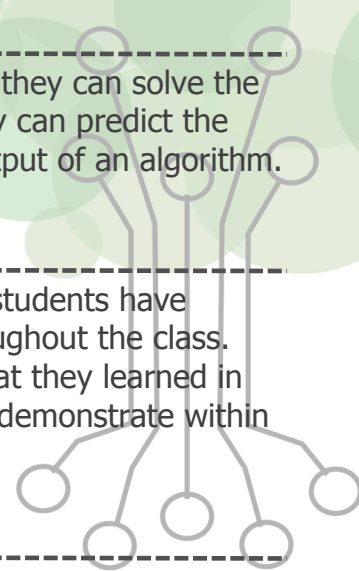 they can solve the
can predict the
tput of an algorithm.
students have
ughout the class.
at they learned in
demonstrate within